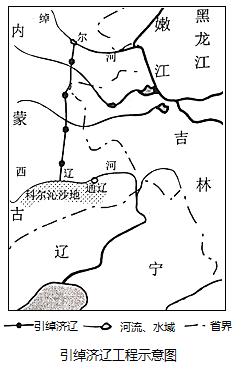 绰
尔
河
嫩
江
黑
龙
江
内
蒙
古
吉
林
西
辽
河
通辽
科尔沁沙地
辽
宁
引绰济辽 河流、水域 省界
引绰济辽工程示意图